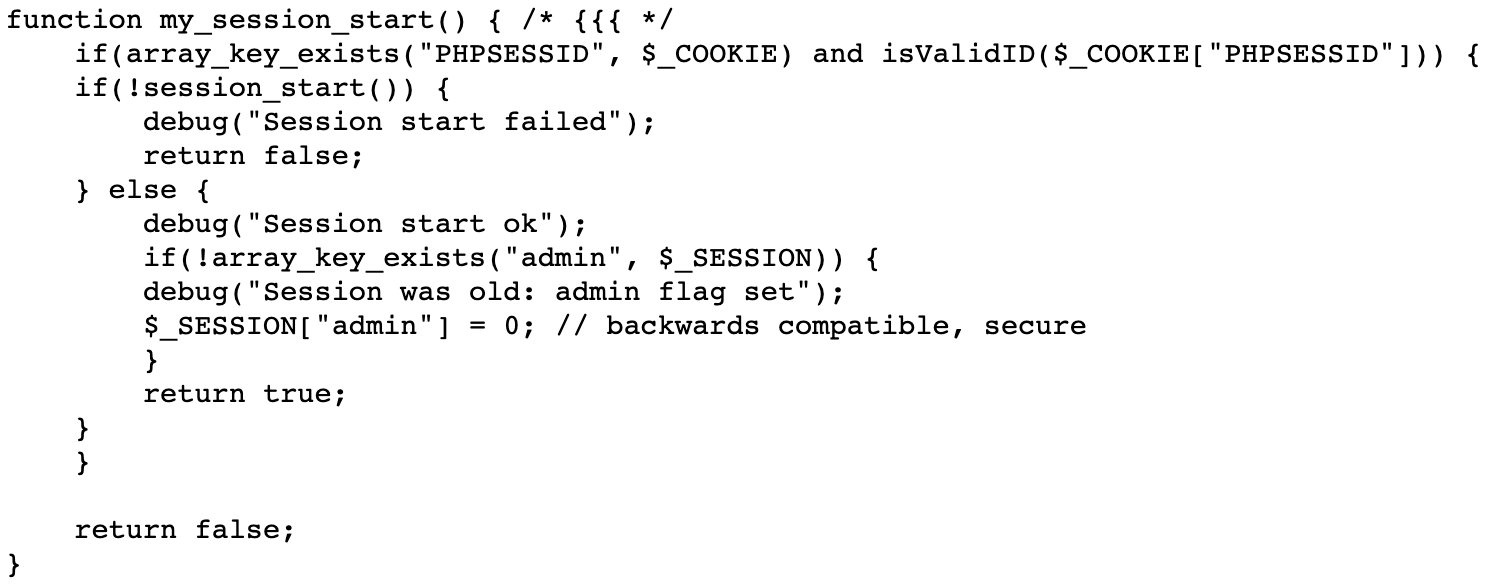 function my_session_start() { /* {{{ */
    if(array_key_exists("PHPSESSID", $_COOKIE) and isValidID($_COOKIE["PHPSESSID"])) {
    if(!session_start()) {
        debug("Session start failed");
        return false;
    } else {
        debug("Session start ok");
        if(!array_key_exists("admin", $_SESSION)) {
        debug("Session was old: admin flag set");
        $_SESSION["admin"] = 0; // backwards compatible, secure
        }
        return true;
    }
    }

    return false;
}